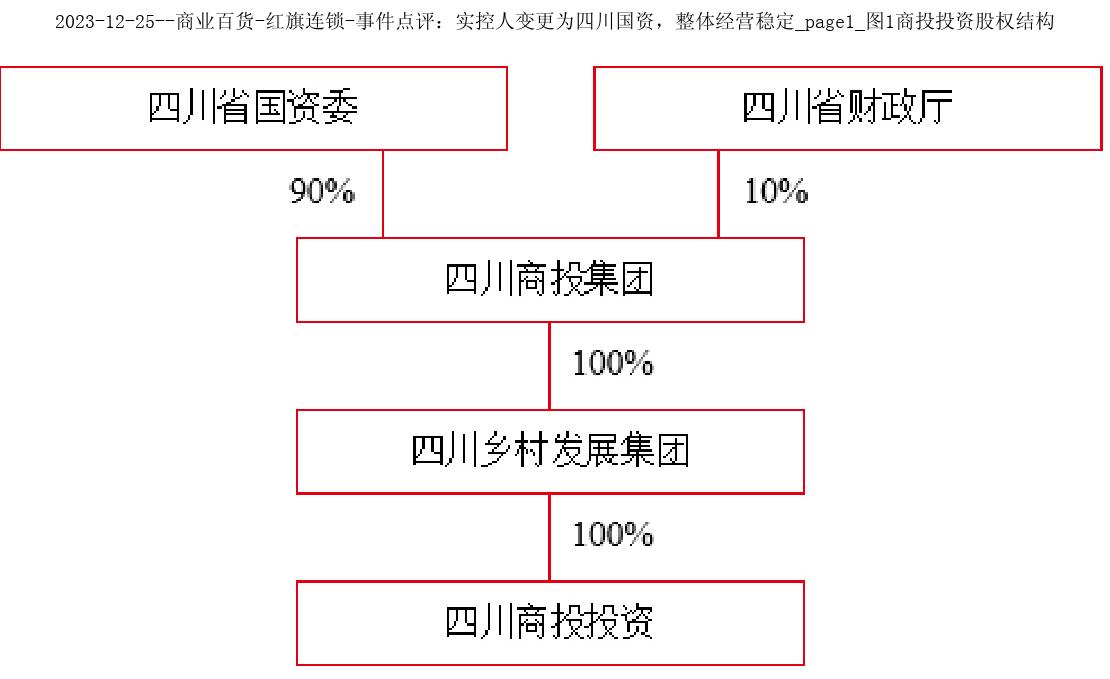 2023-12-25--商业百货-红旗连锁-事件点评：实控人变更为四川国资，整体经营稳定_page1_图1商投投资股权结构
四川省国资委
四川省财政厅
90%
10%
四川商投集团
100%
四川乡村发展集团
100%
四川商投投资